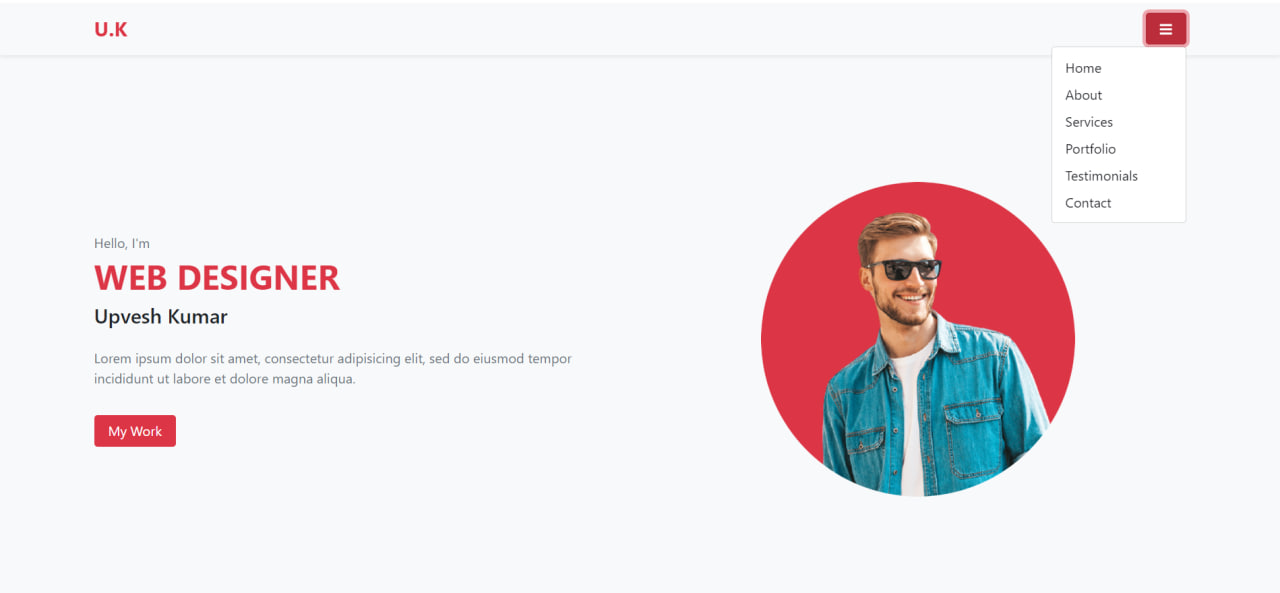 U.K
Home
About
Services
Portfolio
Testimonials
Contact
Hello, I'm
WEB DESIGNER
Upvesh Kumar
Lorem ipsum dolor sit amet, consectetur adipisicing elit, sed do eiusmod tempor
incididunt ut labore et dolore magna aliqua.
My Work